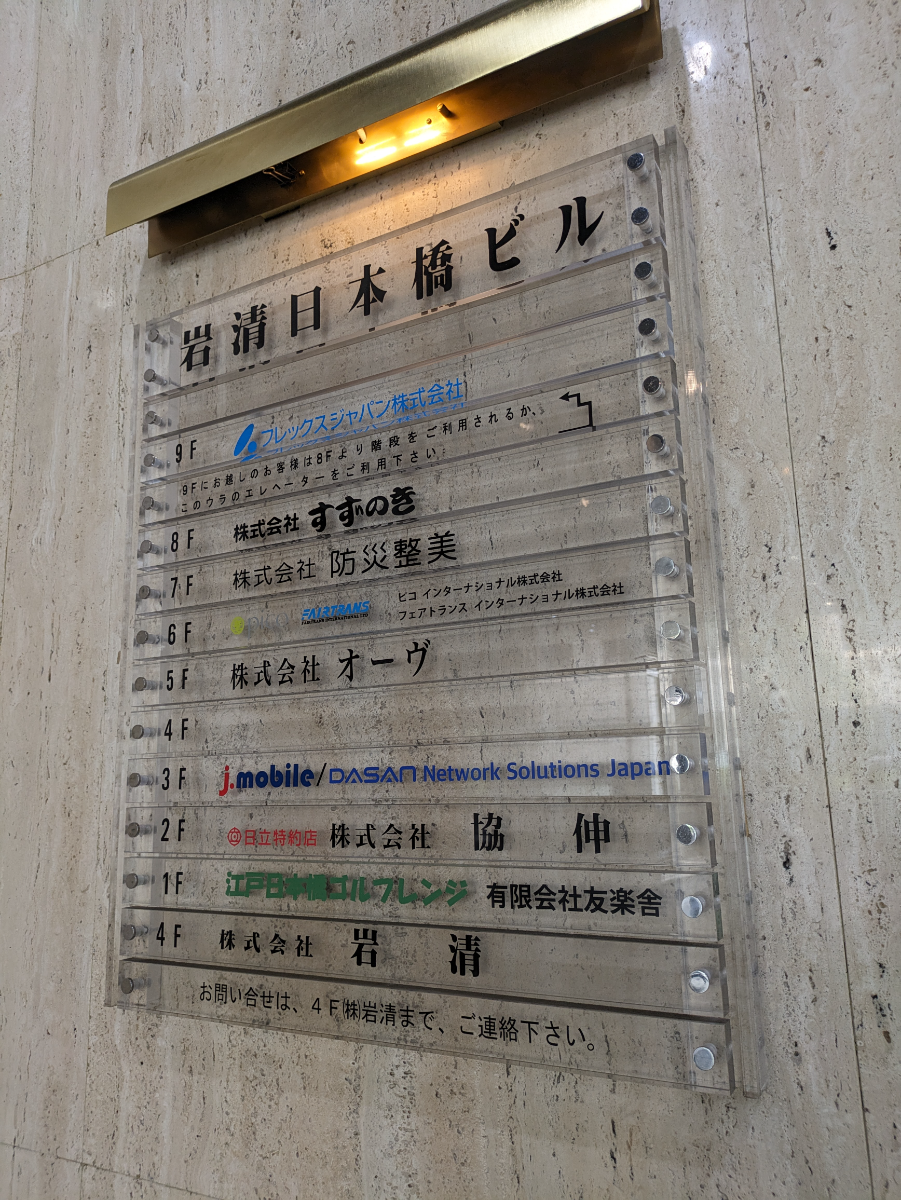 岩清日本橋ビル
9F フレックスジャパン株式会社
9Fにお越しのお客様は8Fより階段をご利用されるか、
このウラのエレベーターをご利用下さい。
8F 株式会社 すずのき
7F 株式会社 防災整美
6F FAIRTRANS ピコ インターナショナル株式会社
フェアトランス インターナショナル株式会社
5F 株式会社 オーヴ
4F
3F j.mobile/DASAN Network Solutions Japan
2F 日立特約店 株式会社 協伸
1F 江戸日本橋ゴルフレンジ 有限会社友楽舎
4F 株式会社 岩清
お問い合せは、4F㈱岩清まで、ご連絡下さい。